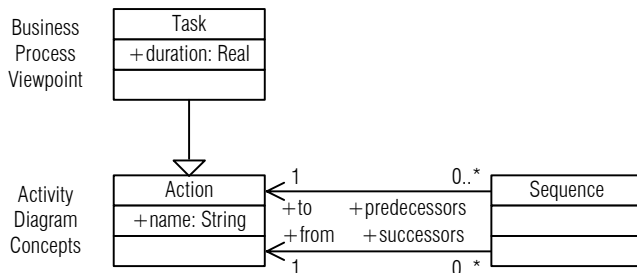 Business
Process
Viewpoint
Task
+duration: Real
Activity
Diagram
Concepts
Action
+name: String
1
0..*
+to
+predecessors
+from
+successors
1
0..*
Sequence